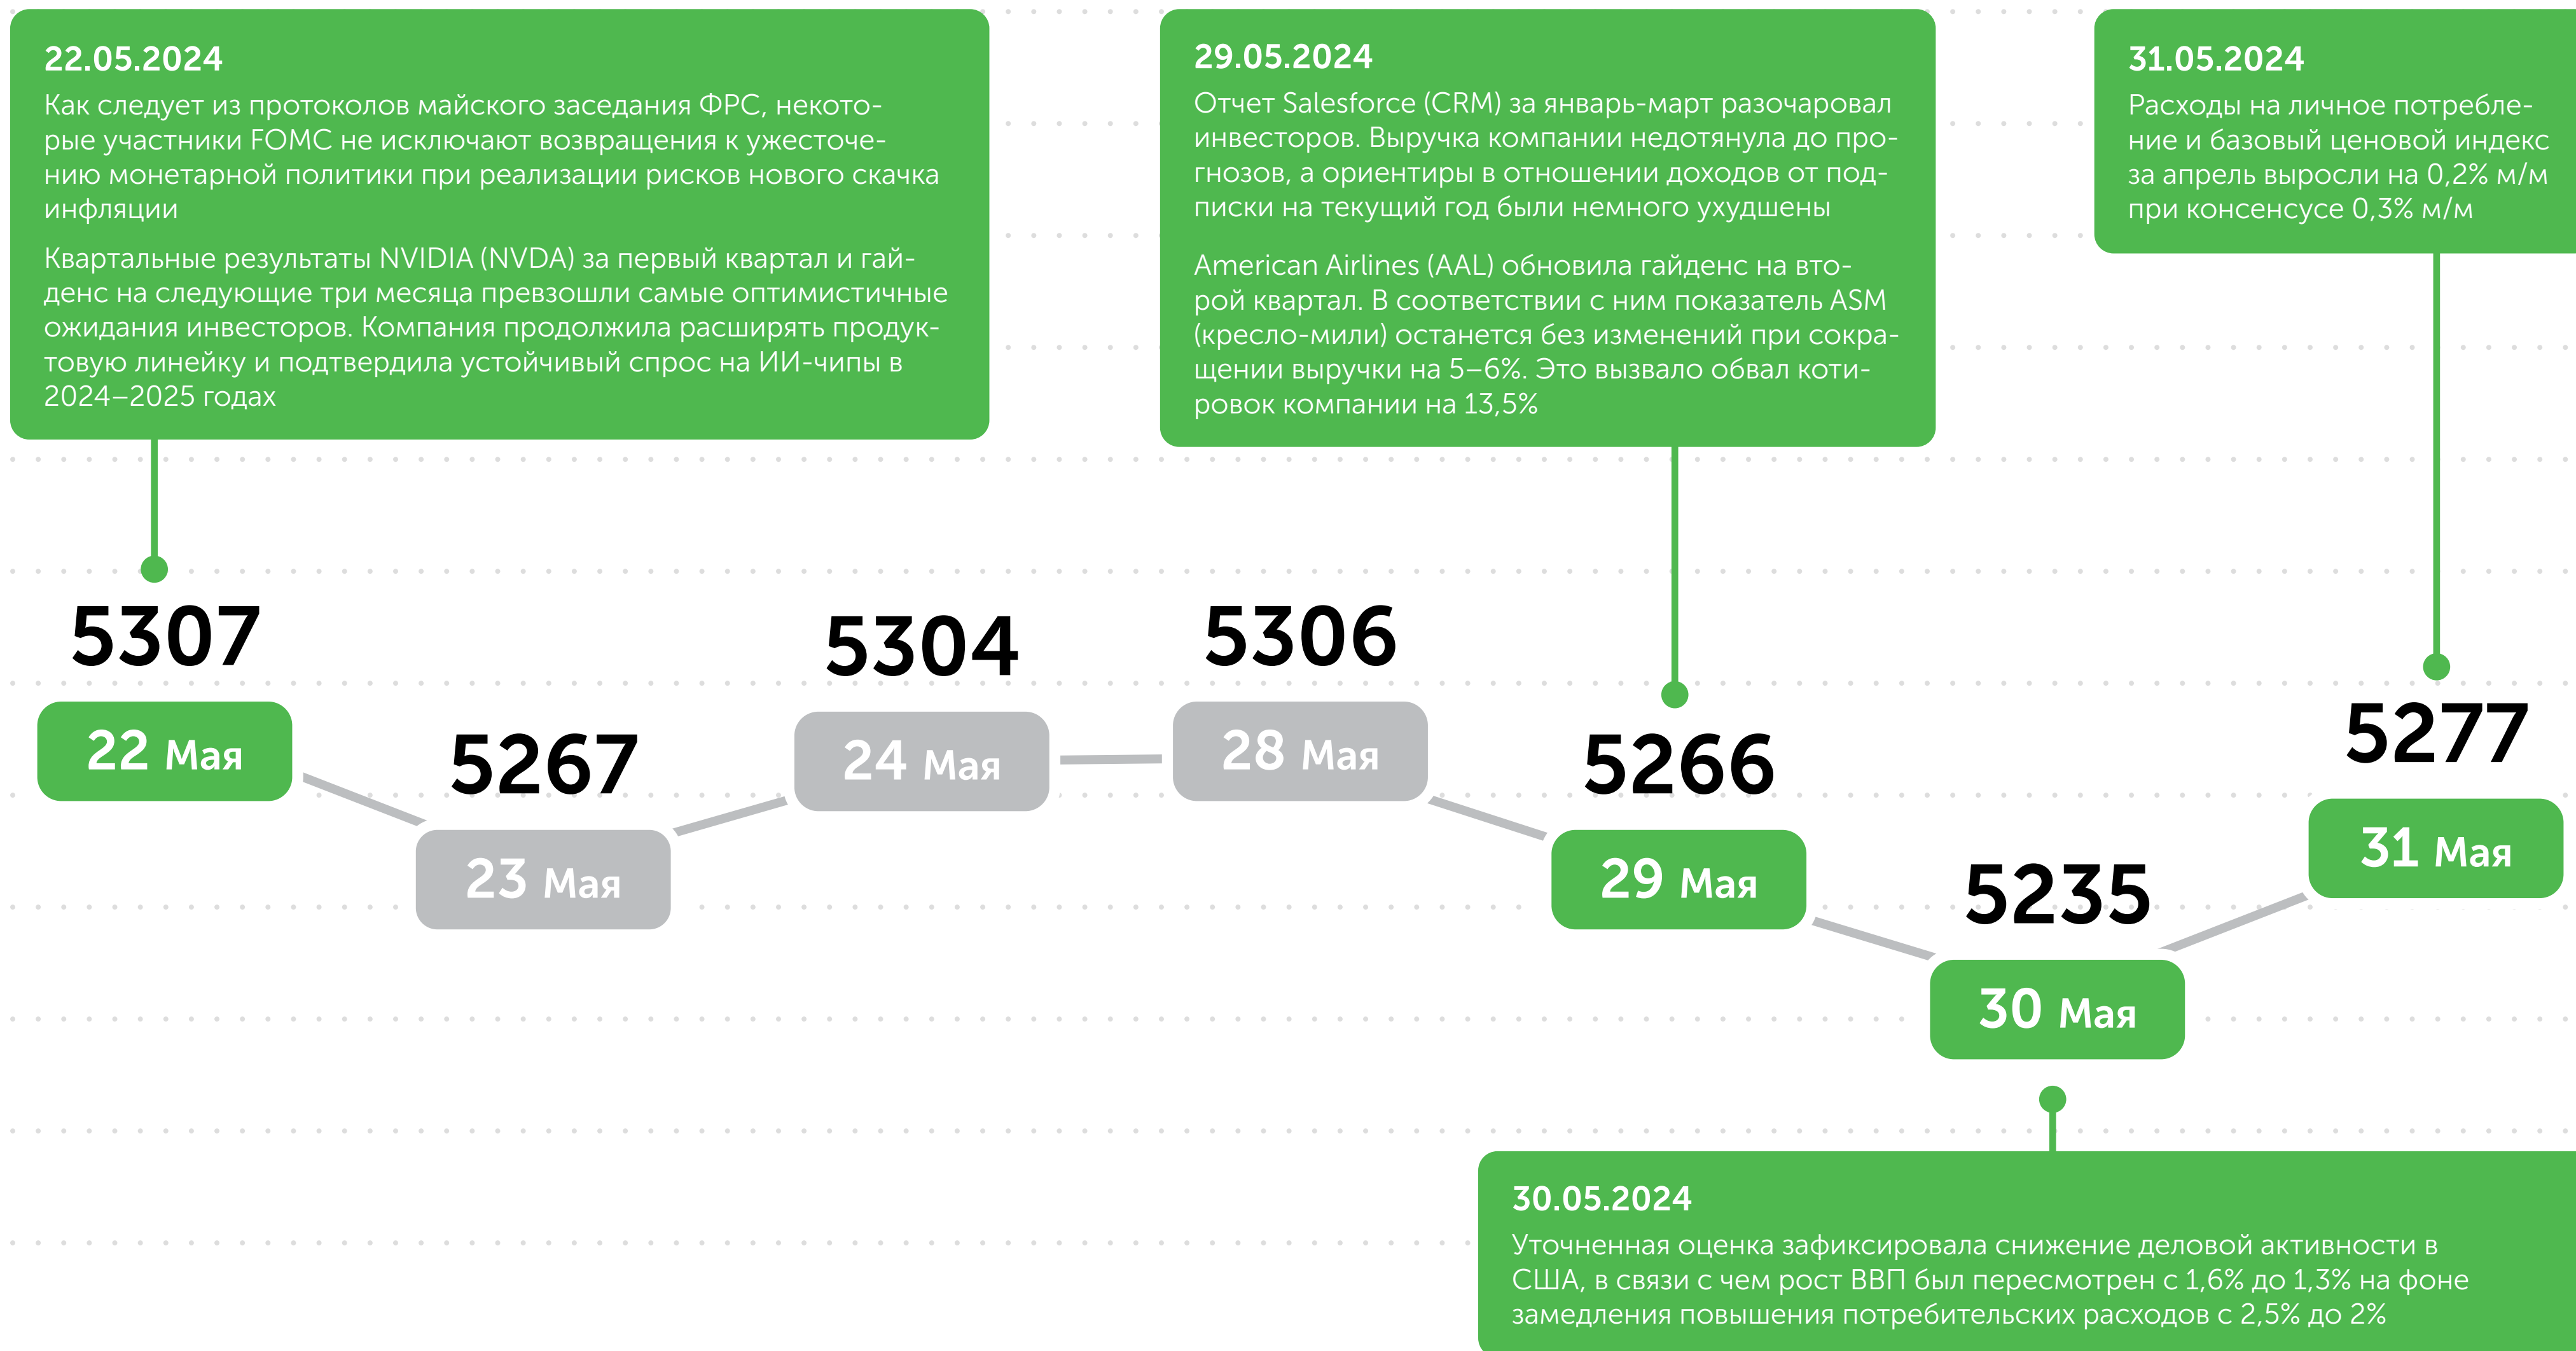 22.05.2024
Как следует из протоколов майского заседания ФРС, некото-
рые участники FOMC не исключают возвращения к ужесточе-
нию монетарной политики при реализации рисков нового скачка
инфляции
Квартальные результаты NVIDIA (NVDA) за первый квартал и гай-
денс на следующие три месяца превзошли самые оптимистичные
ожидания инвесторов. Компания продолжила расширять продук-
товую линейку и подтвердила устойчивый спрос на ИИ-чипы в
2024–2025 годах
29.05.2024
Отчет Salesforce (CRM) за январь-март разочаровал
инвесторов. Выручка компании недотянула до про-
гнозов, а ориентиры в отношении доходов от под-
писки на текущий год были немного ухудшены
American Airlines (AAL) обновила гайденс на вто-
рой квартал. В соответствии с ним показатель ASM
(кресло-мили) останется без изменений при сокра-
щении выручки на 5–6%. Это вызвало обвал коти-
ровок компании на 13,5%
31.05.2024
Расходы на личное потребле-
ние и базовый ценовой индекс
за апрель выросли на 0,2% м/м
при консенсусе 0,3% м/м
5307
22 Мая
5267
23 Мая
5304
24 Мая
5306
28 Мая
5266
29 Мая
5235
30 Мая
5277
31 Мая
30.05.2024
Уточненная оценка зафиксировала снижение деловой активности в
США, в связи с чем рост ВВП был пересмотрен с 1,6% до 1,3% на фоне
замедления повышения потребительских расходов с 2,5% до 2%